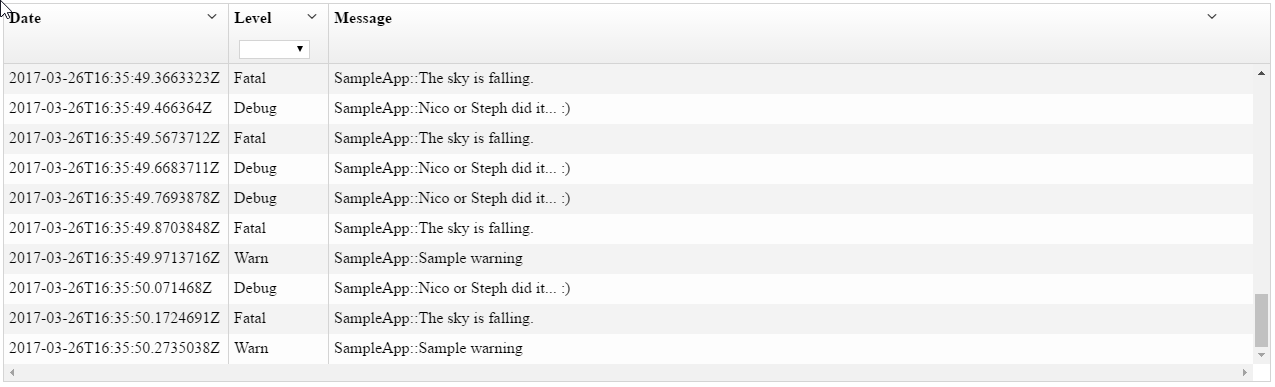 Date Level Message
2017-03-26T16:35:49.3663323Z Fatal SampleApp::The sky is falling.
2017-03-26T16:35:49.466364Z Debug SampleApp::Nico or Steph did it... :)
2017-03-26T16:35:49.5673712Z Fatal SampleApp::The sky is falling.
2017-03-26T16:35:49.6683711Z Debug SampleApp::Nico or Steph did it... :)
2017-03-26T16:35:49.7693878Z Debug SampleApp::Nico or Steph did it... :)
2017-03-26T16:35:49.8703848Z Fatal SampleApp::The sky is falling.
2017-03-26T16:35:49.9713716Z Warn SampleApp::Sample warning
2017-03-26T16:35:50.071468Z Debug SampleApp::Nico or Steph did it... :)
2017-03-26T16:35:50.1724691Z Fatal SampleApp::The sky is falling.
2017-03-26T16:35:50.2735038Z Warn SampleApp::Sample warning